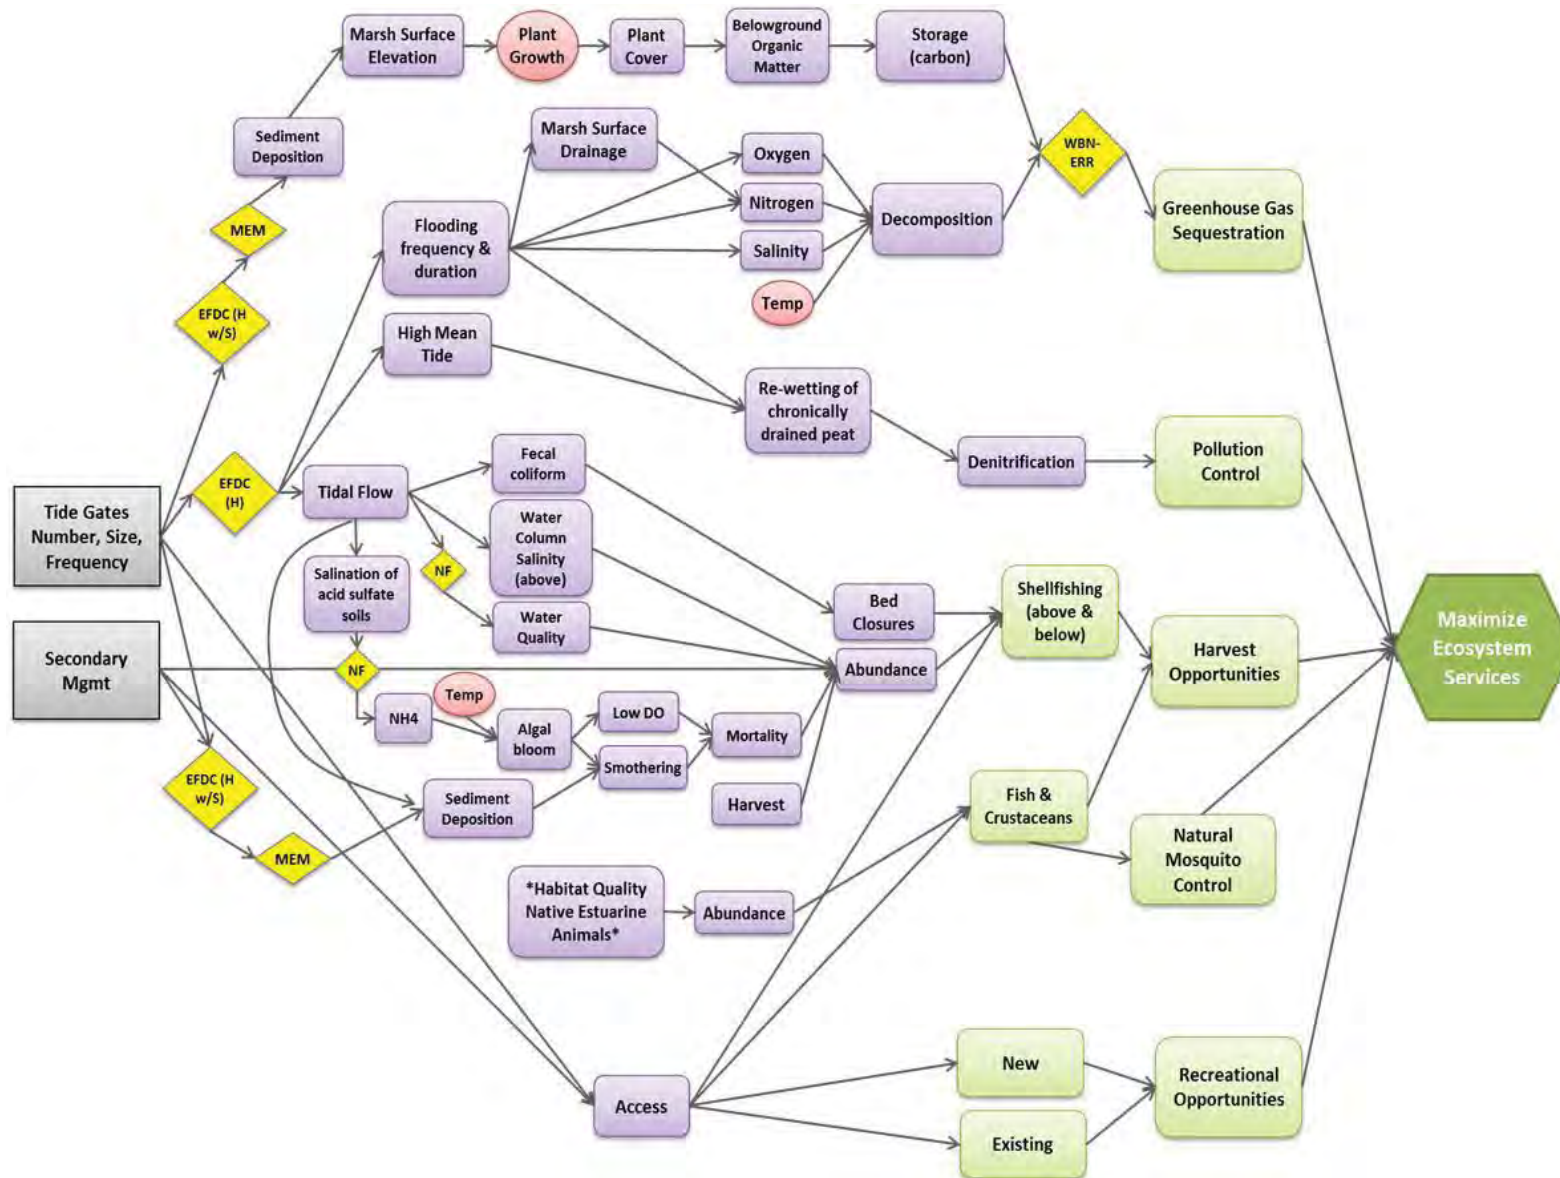 Marsh Surface
Elevation
Plant
Growth
Plant
Cover
Belowground
Organic
Matter
Storage
(carbon)
Sediment
Deposition
Marsh Surface
Drainage
Oxygen
WBN-
ERR
MEM
Flooding
frequency &
duration
Nitrogen
Decomposition
Greenhouse Gas
Sequestration
Salinity
EFDC (H
w/S)
Temp
High Mean
Tide
Re-wetting of
chronically
drained peat
Fecal
coliform
Denitrification
Pollution
Control
EFDC
(H)
Tidal Flow
Tide Gates
Number, Size,
Frequency
Water
Column
Salinity
(above)
NF
Salination of
acid sulfate
soils
Water
Quality
Bed
Closures
Shellfishing
(above &
below)
Maximize
Ecosystem
Services
Secondary
Mgmt
NF
Abundance
Harvest
Opportunities
Temp
NH4
Algal
bloom
Low DO
Smothering
Mortality
EFDC (H
w/S)
Sediment
Deposition
Harvest
Fish &
Crustaceans
MEM
Natural
Mosquito
Control
*Habitat Quality
Native Estuarine
Animals*
Abundance
New
Recreational
Opportunities
Access
Existing